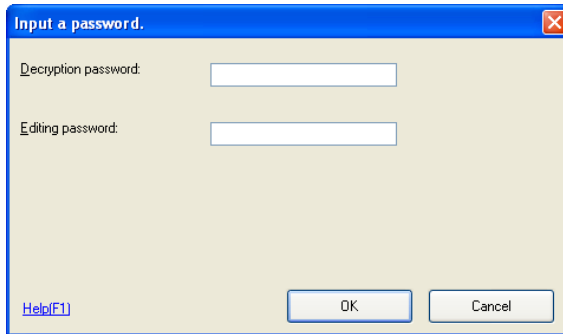 Input a password.
Decryption password:
Editing password:
Help(F1) OK Cancel